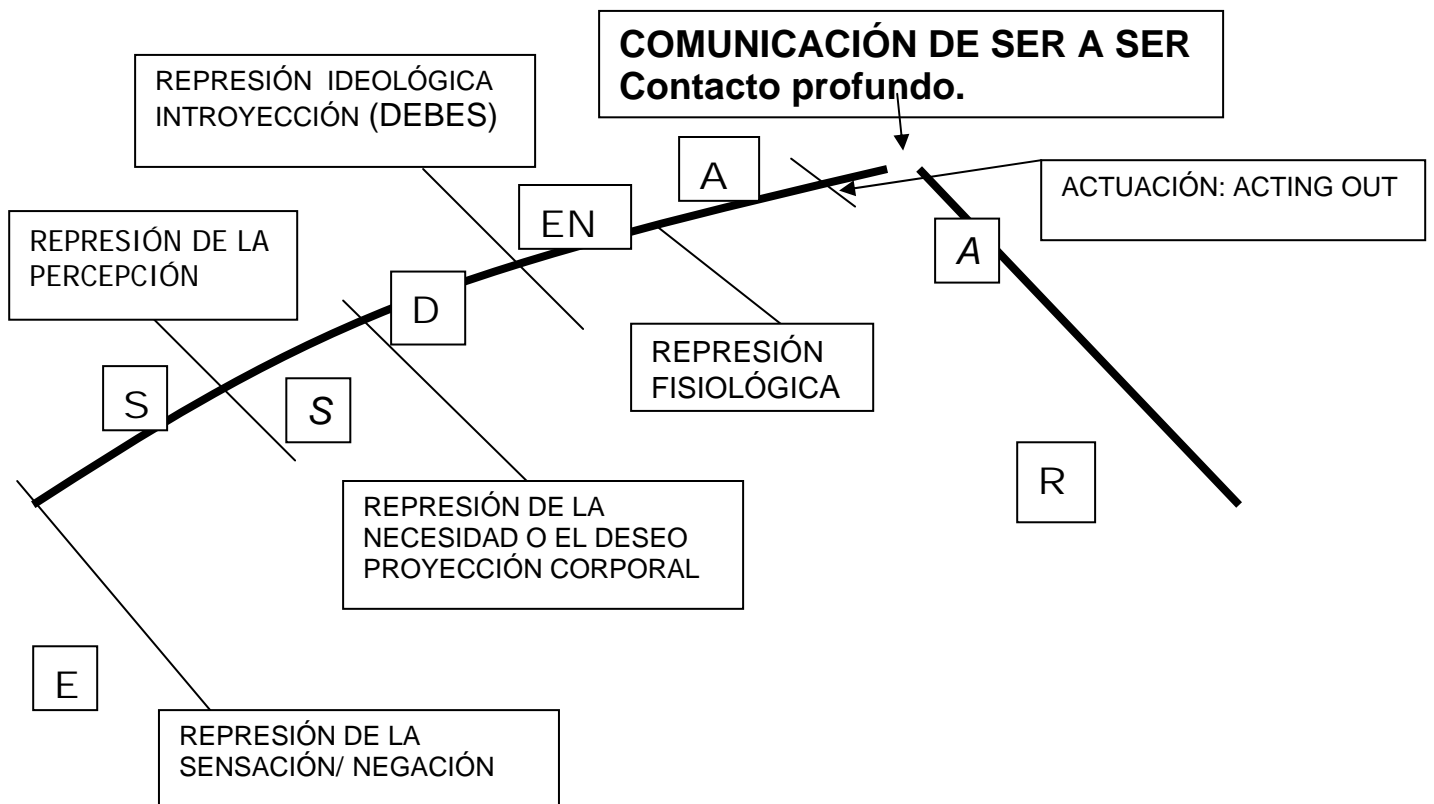 COMUNICACIÓN DE SER A SER
Contacto profundo.
REPRESIÓN IDEOLÓGICA
INTROYECCIÓN (DEBES)
A
ACTUACIÓN: ACTING OUT
EN
A
REPRESIÓN DE LA
PERCEPCIÓN
D
REPRESIÓN
FISIOLÓGICA
S
S
R
REPRESIÓN DE LA
NECESIDAD O EL DESEO
PROYECCIÓN CORPORAL
E
REPRESIÓN DE LA
SENSACIÓN/ NEGACIÓN